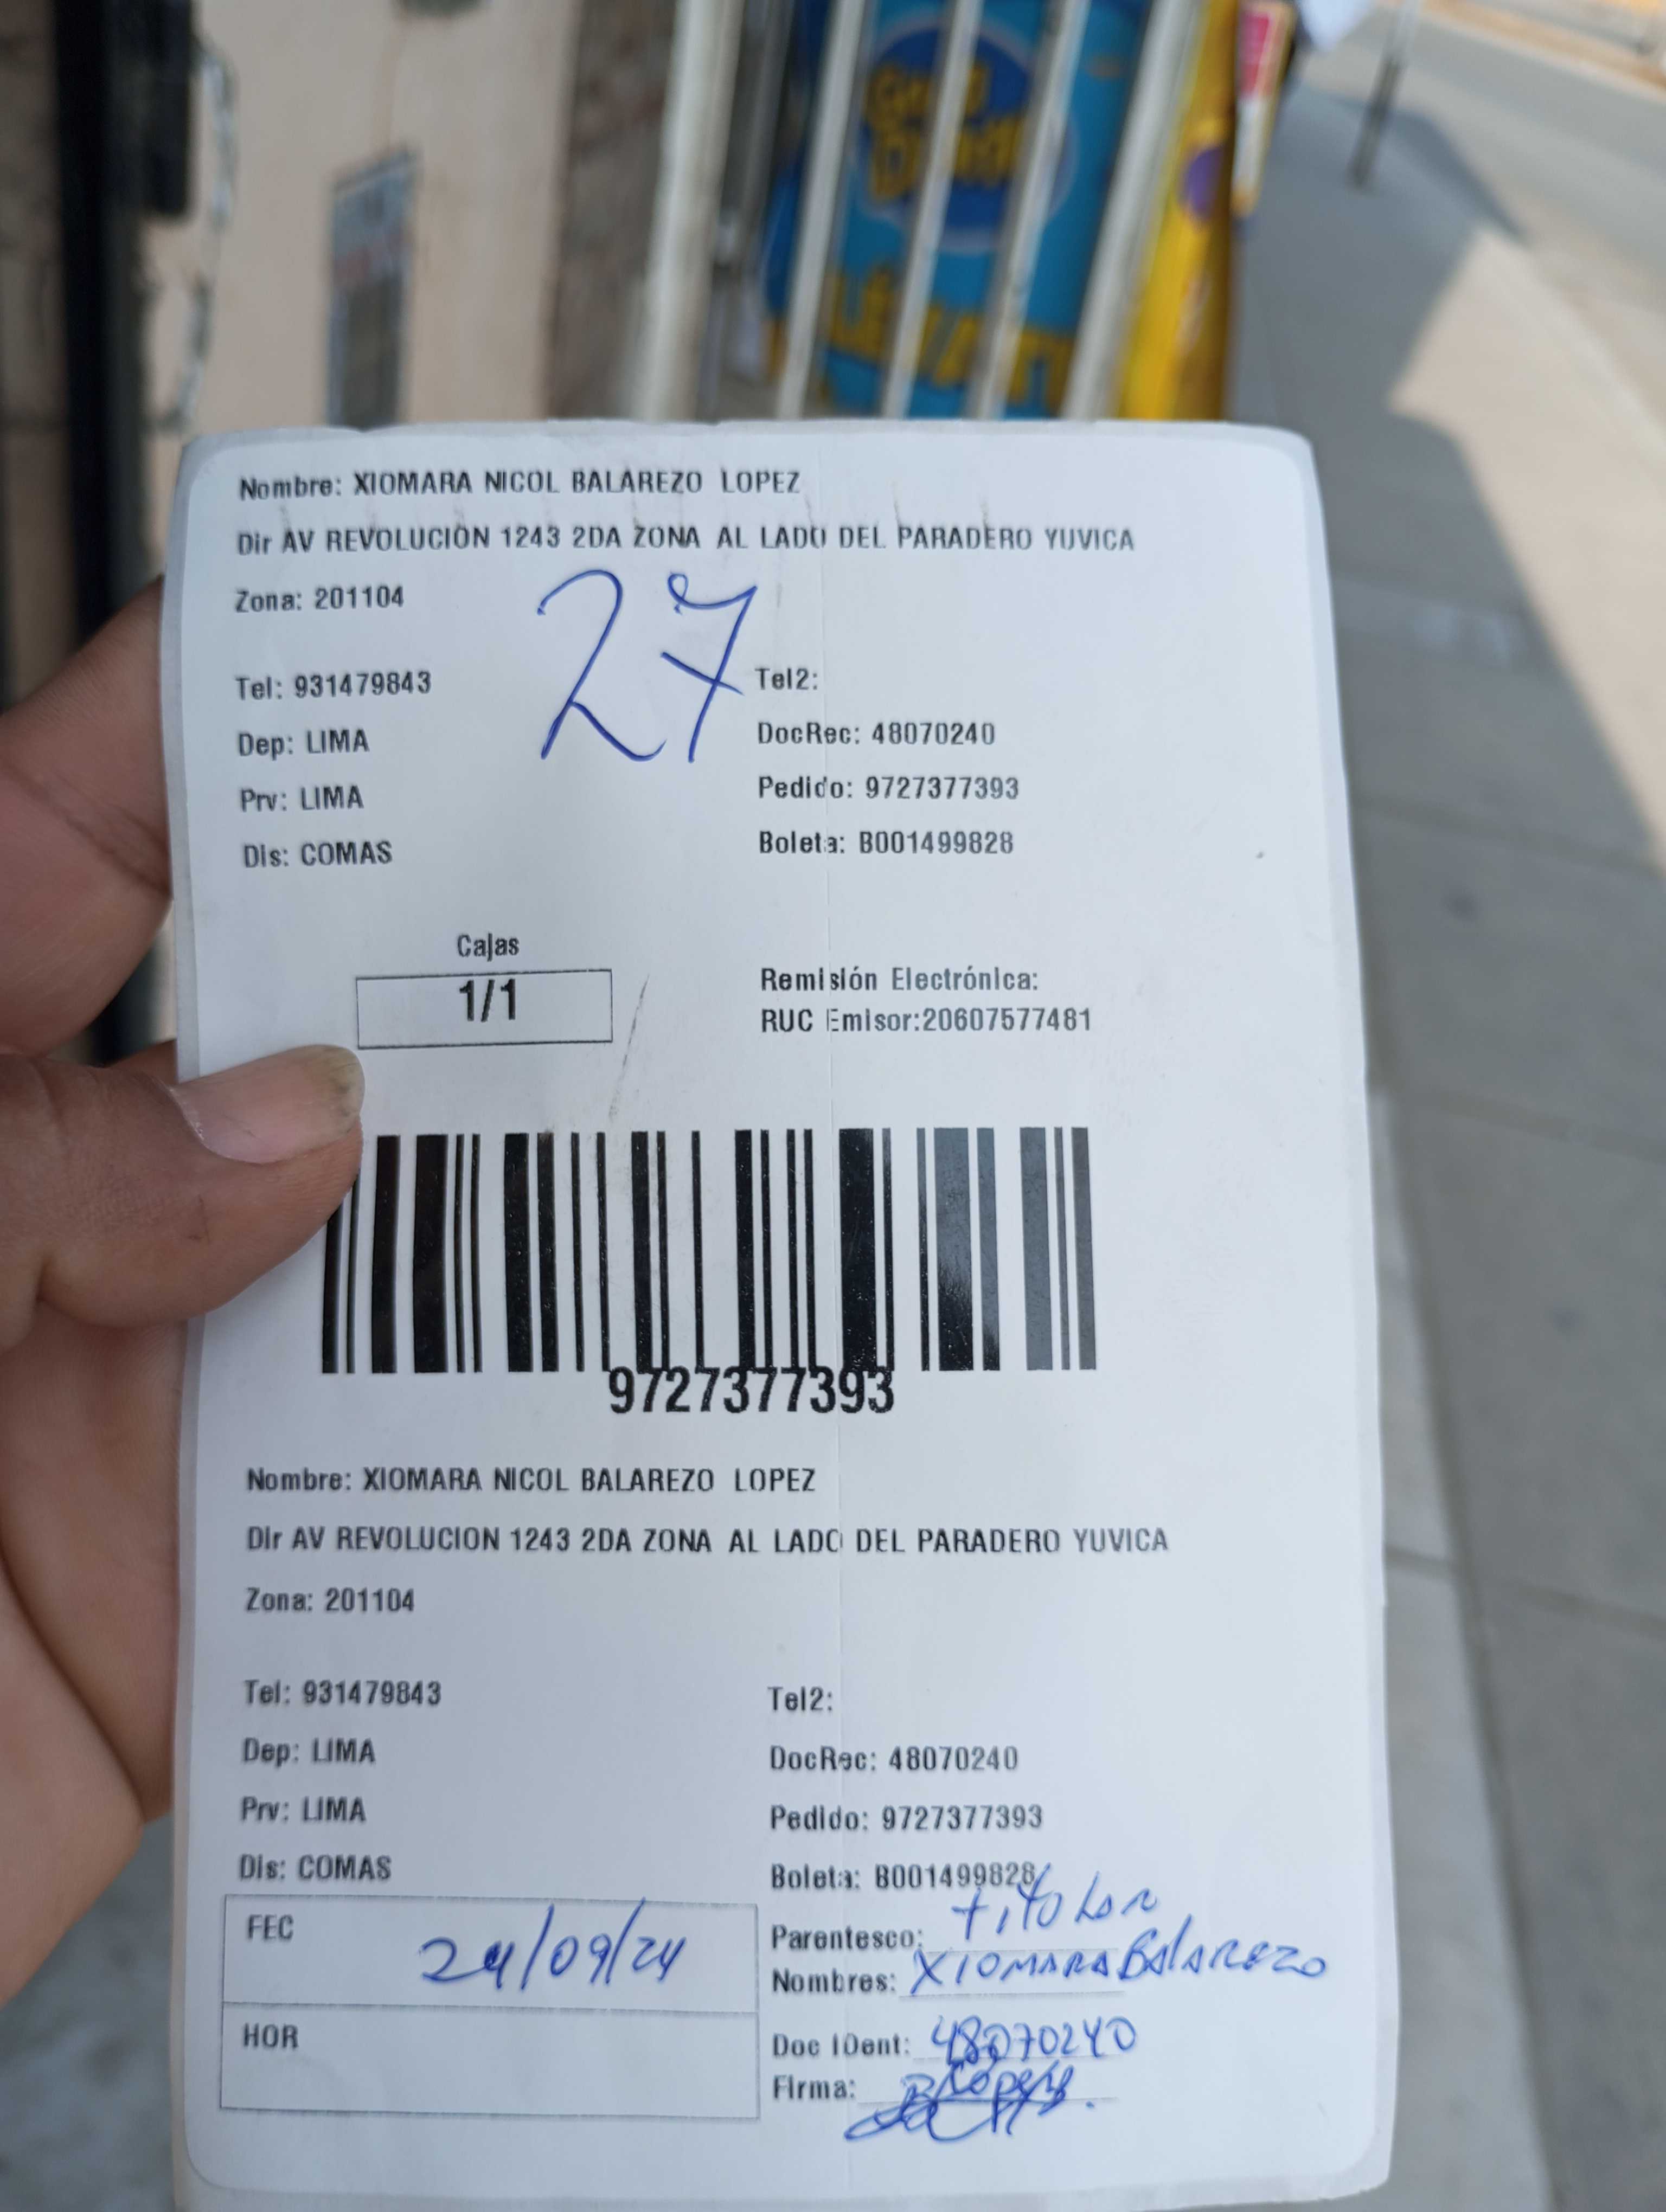 Nombre: XIOMARA NICOL BALAREZO LOPEZ
Dir AV REVOLUCION 1243 2DA ZONA AL LADO DEL PARADERO YUVICA
Zona: 201104
27
Tel: 931479843
Tel2:
Dep: LIMA
DocRec: 48070240
Prv: LIMA
Pedido: 9727377393
Dis: COMAS
Boleta: B001499828
Cajas
1/1
Remisión Electrónica:
RUC Emisor:20607577481
9727377393
Nombre: XIOMARA NICOL BALAREZO LOPEZ
Dir AV REVOLUCION 1243 2DA ZONA AL LADO DEL PARADERO YUVICA
Zona: 201104
Tel: 931479843
Tel2:
Dep: LIMA
DocRec: 48070240
Prv: LIMA
Pedido: 9727377393
Dis: COMAS
Boleta: B001499828
FEC 24/09/24
Parentesco: titular
Nombres: XIOMARA BALAREZO
HOR
Doc IDent: 48070240
Firma: